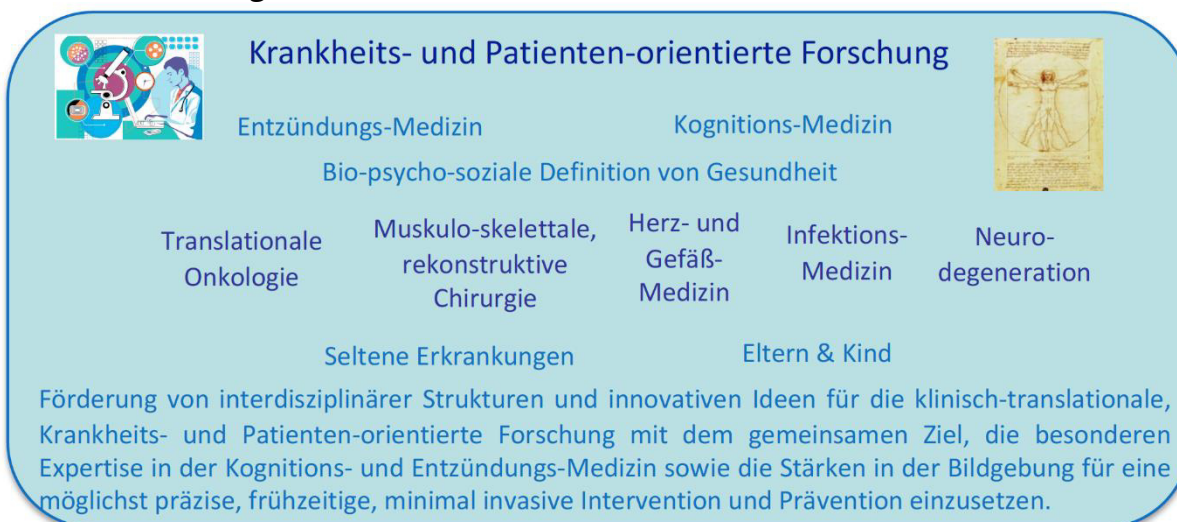 Krankheits- und Patienten-orientierte Forschung
Entzündungs-Medizin
Kognitions-Medizin
Bio-psycho-soziale Definition von Gesundheit
Translationale
Onkologie
Muskulo-skelettale,
rekonstruktive
Chirurgie
Herz- und
Gefäß-
Medizin
Infektions-
Medizin
Neuro-
degeneration
Seltene Erkrankungen
Eltern & Kind
Förderung von interdisziplinärer Strukturen und innovativen Ideen für die klinisch-translationale,
Krankheits- und Patienten-orientierte Forschung mit dem gemeinsamen Ziel, die besonderen
Expertise in der Kognitions- und Entzündungs-Medizin sowie die Stärken in der Bildgebung für eine
möglichst präzise, frühzeitige, minimal invasive Intervention und Prävention einzusetzen.